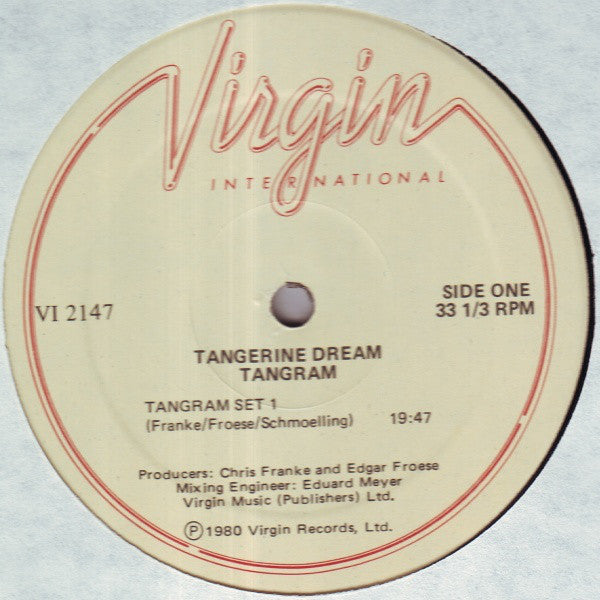 Virgin
INTERNATIONAL
VI 2147
SIDE ONE
33 1/3 RPM
TANGERINE DREAM
TANGRAM
TANGRAM SET 1
(Franke/Froese/Schmoelling) 19:47
Producers: Chris Franke and Edgar Froese
Mixing Engineer: Eduard Meyer
Virgin Music (Publishers) Ltd.
Ⓟ1980 Virgin Records, Ltd.